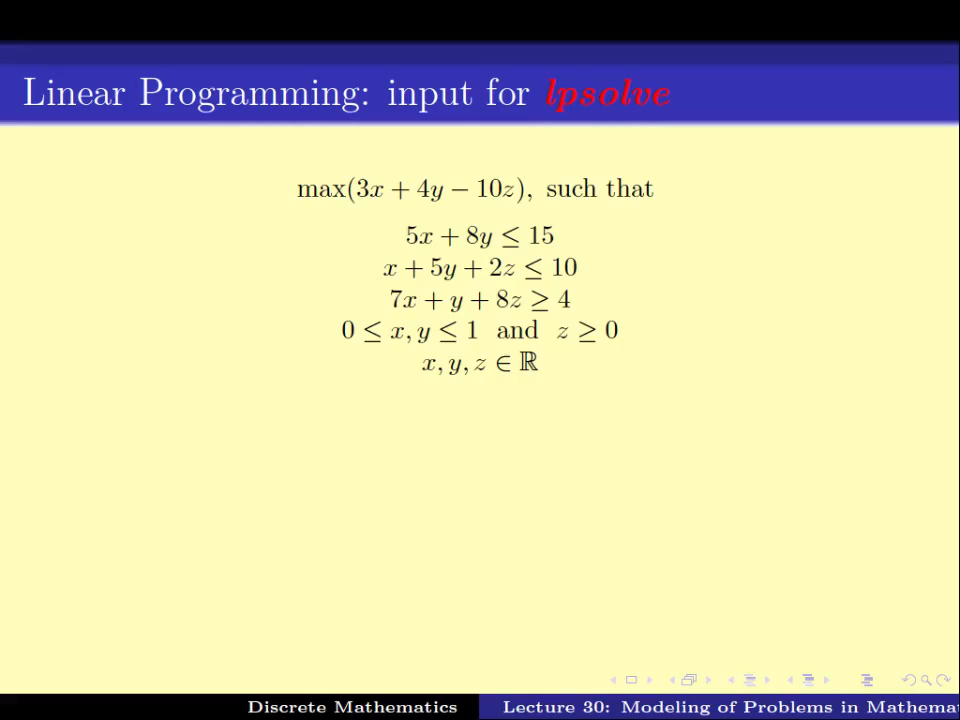 Linear Programming: input for lpsolve
max(3x + 4y − 10z), such that
5x + 8y ≤ 15
x + 5y + 2z ≤ 10
7x + y + 8z ≥ 4
0 ≤ x, y ≤ 1 and z ≥ 0
x, y, z ∈ ℝ
Discrete Mathematics Lecture 30: Modeling of Problems in Mathema